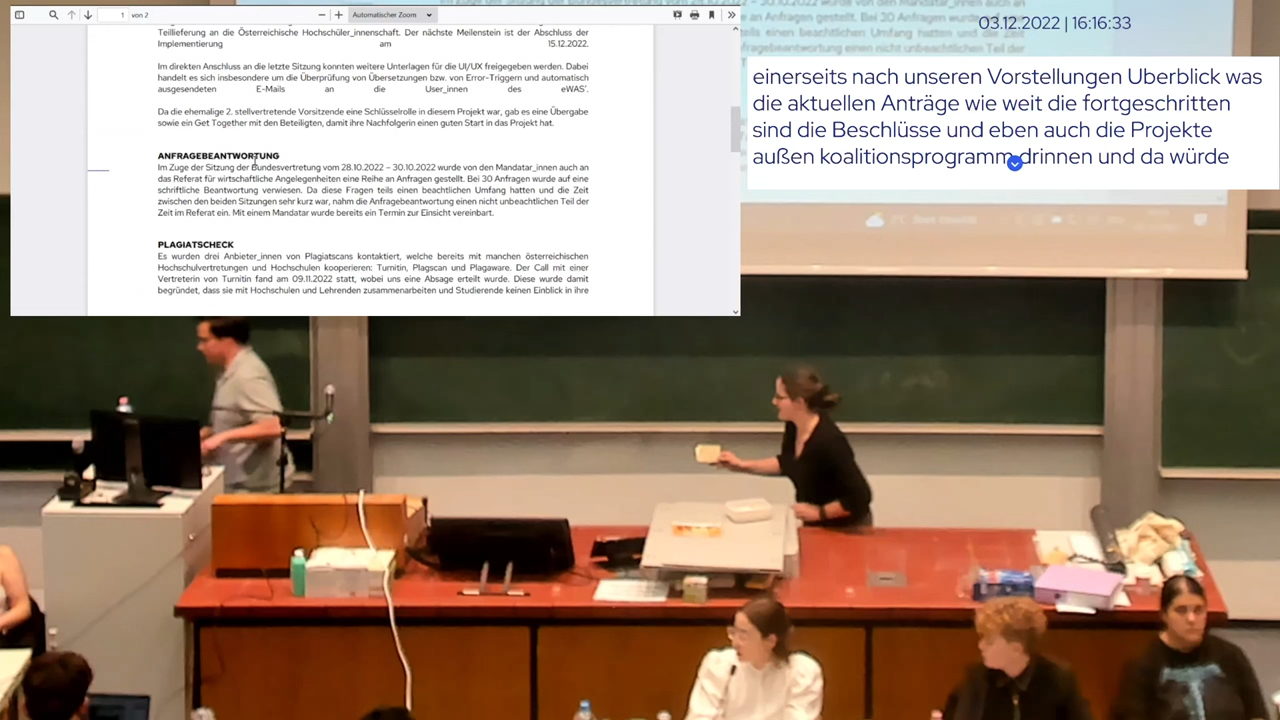 1 von 2
Automatischer Zoom
Teillieferung an die Österreichische Hochschüler_innenschaft. Der nächste Meilenstein ist der Abschluss der
Implementierung am 15.12.2022.
Im direkten Anschluss an die letzte Sitzung konnten weitere Unterlagen für die UI/UX freigegeben werden. Dabei
handelt es sich insbesondere um die Überprüfung von Übersetzungen bzw. von Error-Triggern und automatisch
ausgesendeten E-Mails an die User_innen des eWAS'.
Da die ehemalige 2. stellvertretende Vorsitzende eine Schlüsselrolle in diesem Projekt war, gab es eine Übergabe
sowie ein Get Together mit den Beteiligten, damit ihre Nachfolgerin einen guten Start in das Projekt hat.
ANFRAGEBEANTWORTUNG
Im Zuge der Sitzung der Bundesvertretung vom 28.10.2022 – 30.10.2022 wurde von den Mandatar_innen auch an
das Referat für wirtschaftliche Angelegenheiten eine Reihe an Anfragen gestellt. Bei 30 Anfragen wurde auf eine
schriftliche Beantwortung verwiesen. Da diese Fragen teils einen beachtlichen Umfang hatten und die Zeit
zwischen den beiden Sitzungen sehr kurz war, nahm die Anfragebeantwortung einen nicht unbeachtlichen Teil der
Zeit im Referat ein. Mit einem Mandatar wurde bereits ein Termin zur Einsicht vereinbart.
PLAGIATSCHECK
Es wurden drei Anbieter_innen von Plagiatscans kontaktiert, welche bereits mit manchen österreichischen
Hochschulvertretungen und Hochschulen kooperieren: Turnitin, Plagscan und Plagaware. Der Call mit einer
Vertreterin von Turnitin fand am 09.11.2022 statt, wobei uns eine Absage erteilt wurde. Diese wurde damit
begründet, dass sie mit Hochschulen und Lehrenden zusammenarbeiten und Studierende keinen Einblick in ihre
03.12.2022 | 16:16:33
einerseits nach unseren Vorstellungen Überblick was
die aktuellen Anträge wie weit die fortgeschritten
sind die Beschlüsse und eben auch die Projekte
außen koalitionsprogramm drinnen und da würde